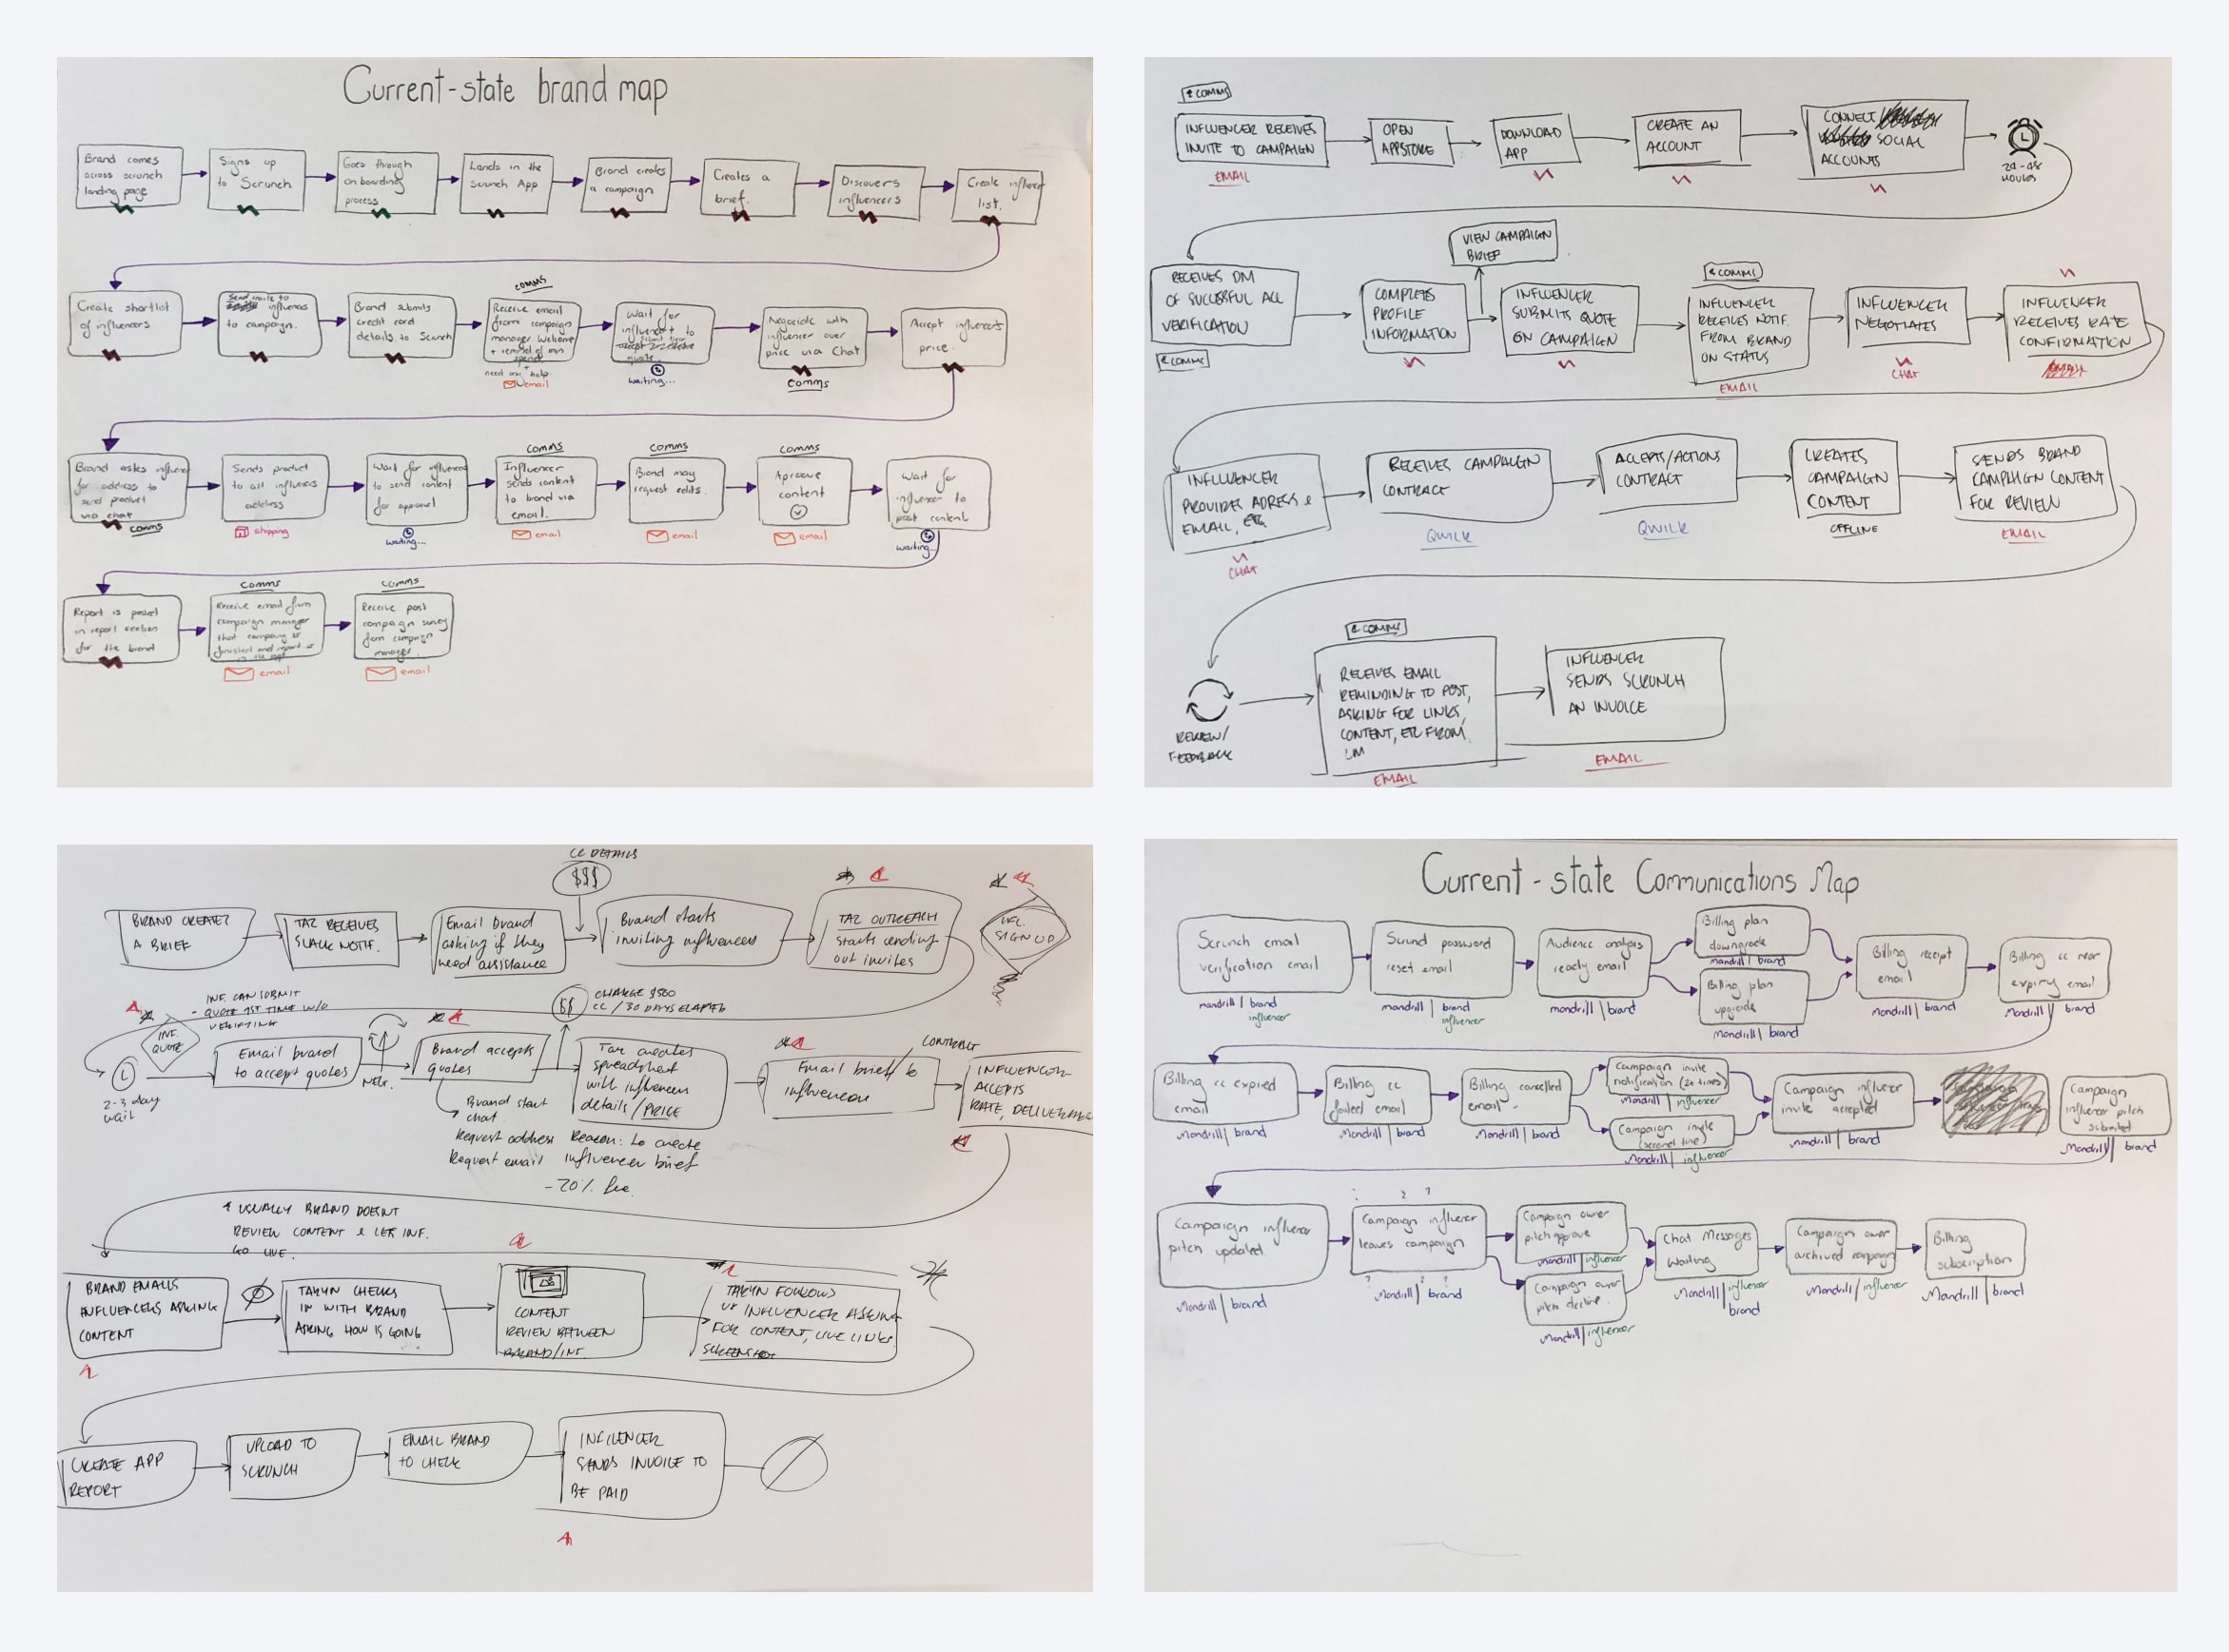 Current-state brand map
Brand comes
across scrunch
landing page
Signs up
to Scrunch
Goes through
onboarding
process
Lands in the
Scrunch App
Brand creates
a campaign
Creates a
brief.
Discovers
influencers
Create influencer
list.
Create shortlist
of influencers
Send invite to
influencers
to campaign.
Brand submits
credit card
details to Scrunch
comms
Receive email
from campaign
manager Welcome
+ reminder of min
spend +
need any help.
email
Wait for
influencer to
quote
waiting...
Negociate with
influencer over
price via Chat
comms
Accept influencers
price.
Brand asks influencer
for address to
send product
via chat
comms
Sends product
to all influencers
address
shipping
Wait for influencer
to send content
for approval
waiting...
comms
Influencer
sends content
to brand via
email.
email
comms
Brand may
request edits.
email
comms
Aproove
content
email
Wait for
influencer to
post content
waiting...
Report is posted
in report section
for the brand
comms
Receive email from
campaign manager
that campaign is
finished and report is
in the app
email
comms
Receive post
campaign survey
from campaign
manager.
email
COMMS
INFLUENCER RECEIVES
INVITE TO CAMPAIGN
EMAIL
OPEN
APPSTORE
DOWNLOAD
APP
CREATE AN
ACCOUNT
CONNECT
SOCIAL
ACCOUNTS
24-48
HOURS
RECEIVES DM
OF SUCCESSFUL ACC
VERIFICATION
COMMS
COMPLETES
PROFILE
INFORMATION
VIEW CAMPAIGN
BRIEF
INFLUENCER
SUBMITS QUOTE
ON CAMPAIGN
COMMS
INFLUENCER
RECEIVES NOTIF.
FROM BRAND
ON STATUS
EMAIL
INFLUENCER
NEGOTIATES
CHAT
INFLUENCER
RECEIVES RATE
CONFIRMATION
INFLUENCER
PROVIDES ADRESS &
EMAIL, ETC
CHAT
RECEIVES CAMPAIGN
CONTRACT
QWILR
ACCEPTS/ACTIONS
CONTRACT
QWILR
CREATES
CAMPAIGN
CONTENT
OFFLINE
SENDS BRAND
CAMPAIGN CONTENT
FOR REVIEW
EMAIL
REVIEW/
FEEDBACK
COMMS
RECEIVES EMAIL
REMINDING TO POST,
ASKING FOR LINKS,
CONTENT, ETC FROM
CM
EMAIL
INFLUENCER
SENDS SCRUNCH
AN INVOICE
EMAIL
CC DETAILS
$$$
BRAND CREATES
A BRIEF
TAZ RECEIVES
SLACK NOTIF.
Email brand
asking if they
need assistance
Brand starts
inviting influencers
TAZ OUTREACH
starts sending
out invites
INFL.
SIGN UP
INF. CAN SUBMIT
QUOTE 1ST TIME W/O
VERIFYING
INF.
QUOTE
2-3 day
wait
Email brand
to accept quotes
NEGT.
Brand accepts
quotes
Brand start
chat.
Request address
Request email
$$
CHARGE $500
CC / 30 DAYS ELAPSED
Taz creates
spreadsheet
with influencers
details/PRICE
Reason: to create
influencer brief
- 20% fee.
Email brief to
influencer
CONTRACT
INFLUENCER
ACCEPTS
RATE, DELIVERABLES
* USUALLY BRAND DOESNT
REVIEW CONTENT & LET INF.
GO LIVE.
BRAND EMAILS
INFLUENCERS ASKING
CONTENT
TARYN CHECKS
IN WITH BRAND
ASKING HOW IS GOING
CONTENT
REVIEW BETWEEN
BRAND/INF.
TARYN FOLLOWS
UP INFLUENCER ASKING
FOR CONTENT, LIVE LINKS
SCREENSHOT
CREATE APP
REPORT
UPLOAD TO
SCRUNCH
EMAIL BRAND
TO CHECK
INFLUENCER
SENDS INVOICE TO
BE PAID
Current-state Communications Map
Scrunch email
verification email
mandrill / brand
influencer
Scrunch password
reset email
mandrill | brand
influencer
Audience analysis
ready email
mandrill | brand
Billing plan
downgrade
mandrill | brand
Billing plan
upgrade
mandrill | brand
Billing receipt
email
mandrill | brand
Billing cc near
expiry email
Mandrill | brand
Billing cc expired
email
Mandrill | brand
Billing cc
failed email
Mandrill | brand
Billing cancelled
email
Mandrill | brand
Campaign invite
notification (2x times)
Mandrill | influencer
Campaign invite
(second time)
Mandrill | influencer
Campaign influencer
invite accepted
Mandrill | brand
Campaign
influencer pitch
submitted
Mandrill | brand
Campaign influencer
pitch updated
Mandrill | brand
? ? ?
Campaign influencer
leaves campaign
Mandrill | brand
Campaign owner
pitch approve
Mandrill | influencer
Campaign owner
pitch decline.
Mandrill | influencer
Chat Messages
Waiting
Mandrill | influencer
brand
Campaign owner
archived campaign
Mandrill / influencer
Billing
subscription
Mandrill | brand